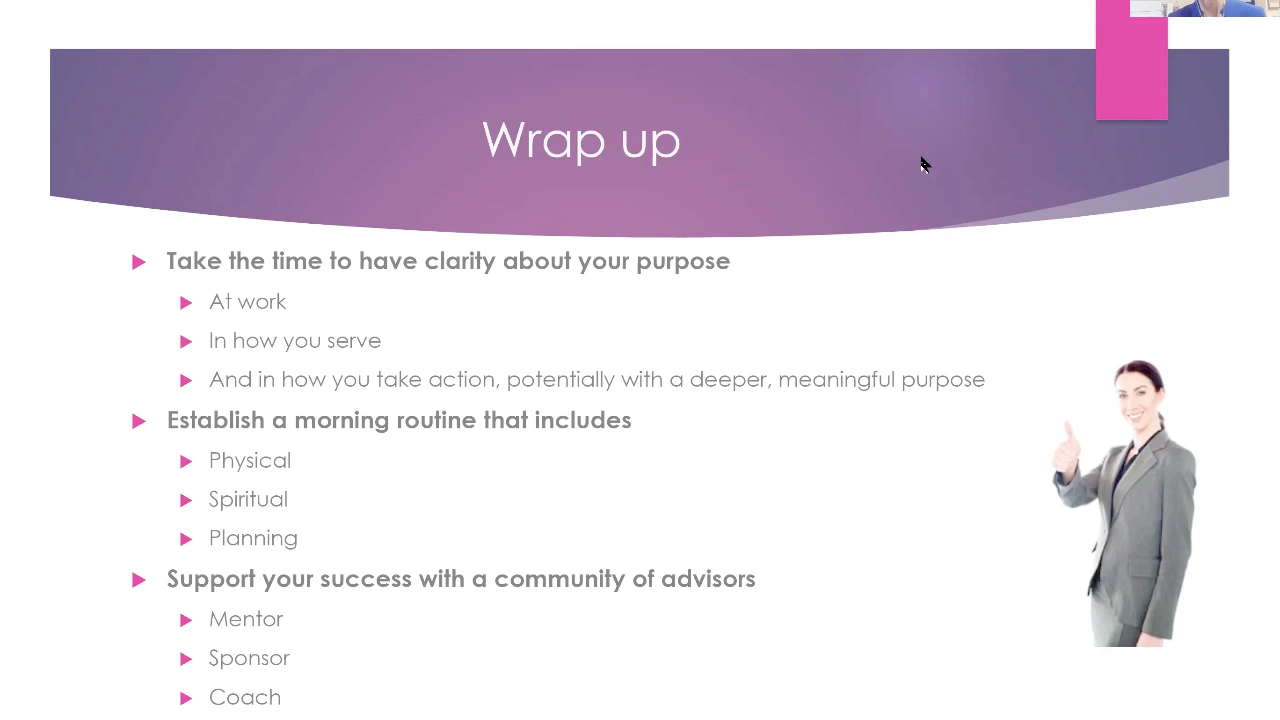 Wrap up
Take the time to have clarity about your purpose
At work
In how you serve
And in how you take action, potentially with a deeper, meaningful purpose
Establish a morning routine that includes
Physical
Spiritual
Planning
Support your success with a community of advisors
Mentor
Sponsor
Coach